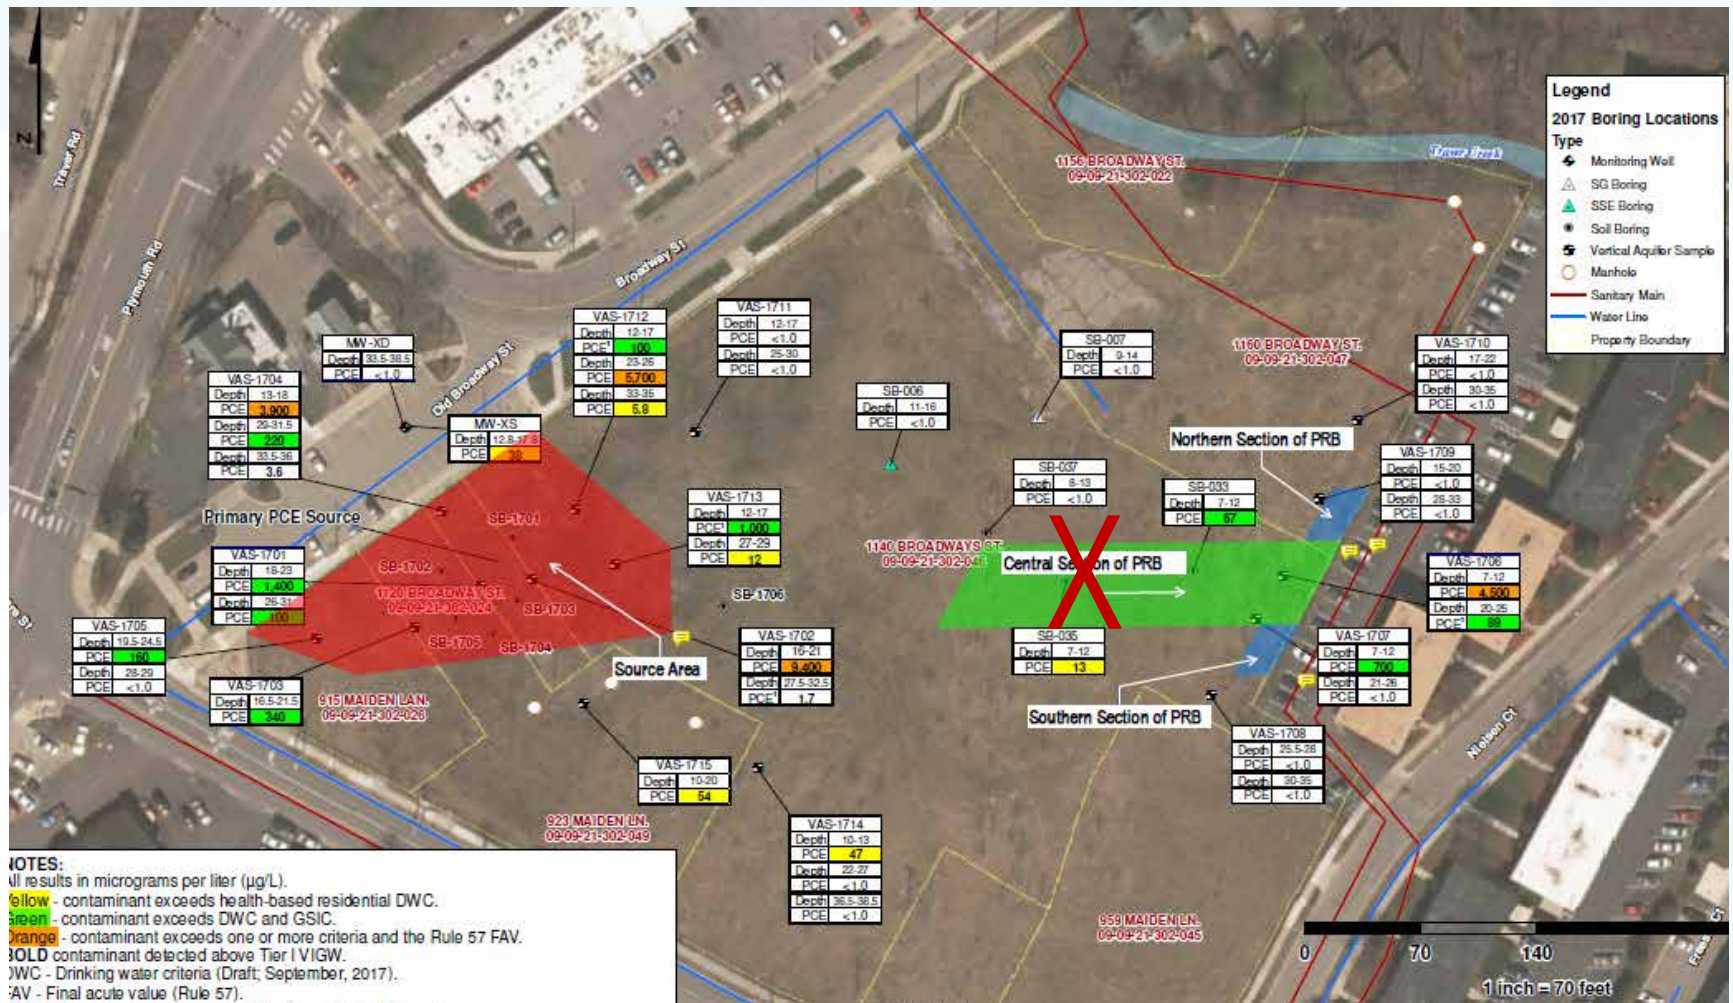 Legend
2017 Boring Locations
Type
Monitoring Well
SG Boring
SSE Boring
Soil Boring
Vertical Aquifer Sample
Manhole
Sanitary Main
Water Line
Property Boundary
N
Traver Rd
Plymouth Rd
Broadway St
Old Broadway St
Traver Creek
Nielsen Ct
1156 BROADWAY ST.
09-09-21-302-022
1160 BROADWAY ST.
09-09-21-302-047
VAS-1711
Depth 12-17
PCE <1.0
Depth 25-30
PCE <1.0
VAS-1712
Depth 12-17
PCE¹ 100
Depth 23-26
PCE 5,700
Depth 33-35
PCE 5.8
MW-XD
Depth 33.5-38.5
PCE <1.0
VAS-1704
Depth 13-18
PCE 3,900
Depth 29-31.5
PCE 220
Depth 33.5-36
PCE 3.6
MW-XS
Depth 12.8-17.8
PCE 38
SB-006
Depth 11-16
PCE <1.0
SB-007
Depth 9-14
PCE <1.0
VAS-1710
Depth 17-22
PCE <1.0
Depth 30-35
PCE <1.0
Northern Section of PRB
VAS-1709
Depth 15-20
PCE <1.0
Depth 28-33
PCE <1.0
SB-037
Depth 8-13
PCE <1.0
SB-033
Depth 7-12
PCE 67
VAS-1713
Depth 12-17
PCE¹ 1,000
Depth 27-29
PCE 12
Primary PCE Source
SB-1701
SB-1702
1120 BROADWAY ST.
09-09-21-302-024
SB-1703
SB-1705
SB-1704
SB-1706
VAS-1701
Depth 18-23
PCE 1,400
Depth 26-31
PCE 100
1140 BROADWAYS ST.
Central Section of PRB
X
VAS-1706
Depth 7-12
PCE 4,500
Depth 20-25
PCE¹ 89
VAS-1705
Depth 19.5-24.5
PCE 160
Depth 28-29
PCE <1.0
VAS-1702
Depth 16-21
PCE 9,400
Depth 27.5-32.5
PCE¹ 1.7
SB-035
Depth 7-12
PCE 13
VAS-1707
Depth 7-12
PCE 700
Depth 21-26
PCE <1.0
Source Area
VAS-1703
Depth 16.5-21.5
PCE 340
915 MAIDEN LAN.
09-09-21-302-026
Southern Section of PRB
VAS-1708
Depth 25.5-28
PCE <1.0
Depth 30-35
PCE <1.0
VAS-1715
Depth 10-20
PCE 54
923 MAIDEN LN.
09-09-21-302-049
VAS-1714
Depth 10-13
PCE 47
Depth 22-27
PCE <1.0
Depth 36.5-38.5
PCE <1.0
959 MAIDEN LN.
09-09-21-302-045
NOTES:
All results in micrograms per liter (µg/L).
Yellow - contaminant exceeds health-based residential DWC.
Green - contaminant exceeds DWC and GSIC.
Orange - contaminant exceeds one or more criteria and the Rule 57 FAV.
BOLD contaminant detected above Tier I VIGW.
DWC - Drinking water criteria (Draft; September, 2017).
FAV - Final acute value (Rule 57).
0 70 140
1 inch = 70 feet